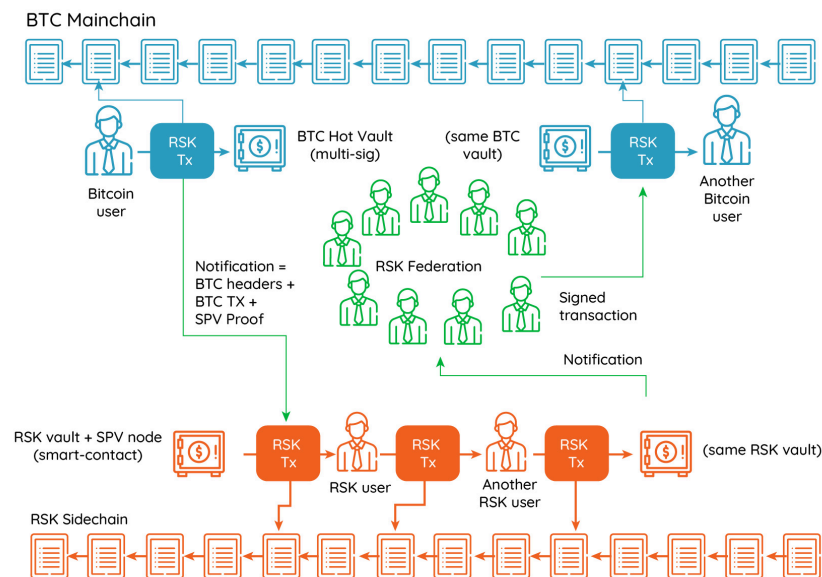 BTC Mainchain
RSK
Tx
BTC Hot Vault
(multi-sig)
(same BTC
vault)
RSK
Tx
Bitcoin
user
Another
Bitcoin
user
RSK Federation
Notification =
BTC headers +
BTC TX +
SPV Proof
Signed
transaction
Notification
RSK vault + SPV node
(smart-contact)
RSK
Tx
RSK user
RSK
Tx
Another
RSK user
RSK
Tx
(same RSK vault)
RSK Sidechain